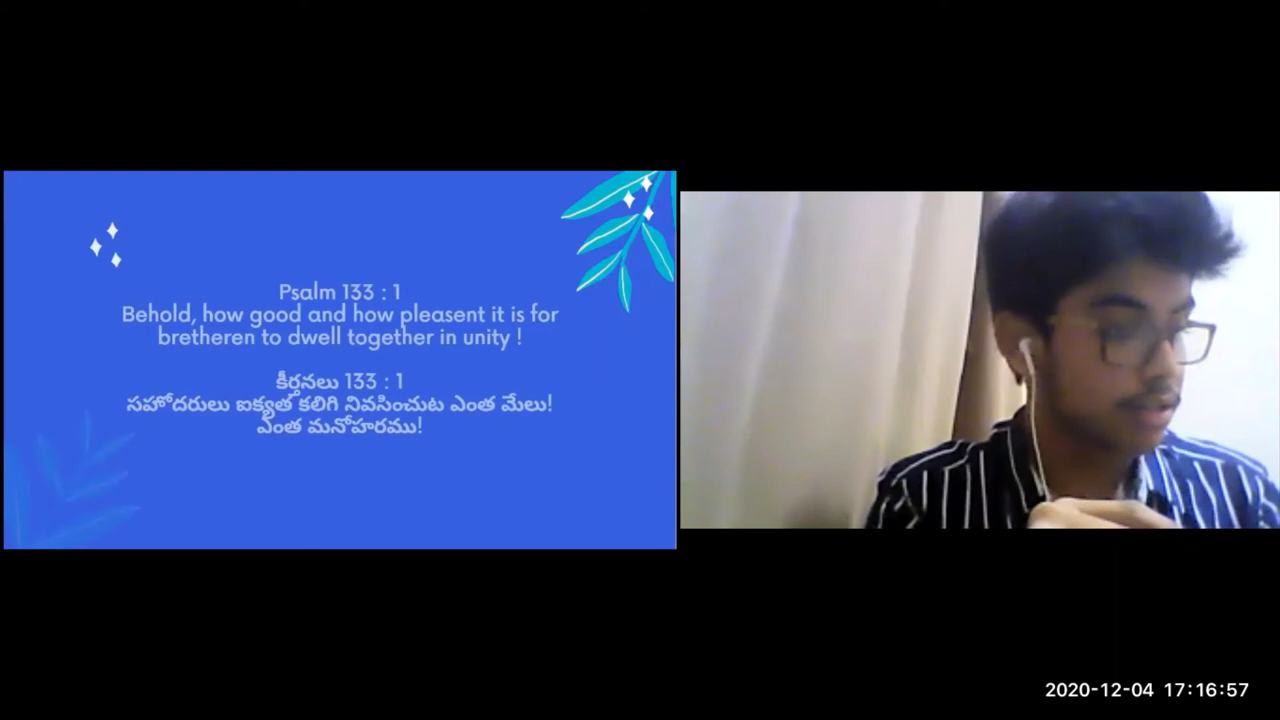 Psalm 133 : 1
Behold, how good and how pleasent it is for
bretheren to dwell together in unity !
కీర్తనలు 133 : 1
సహోదరులు ఐక్యత కలిగి నివసించుట ఎంత మేలు!
ఎంత మనోహరము!
2020-12-04 17:16:57